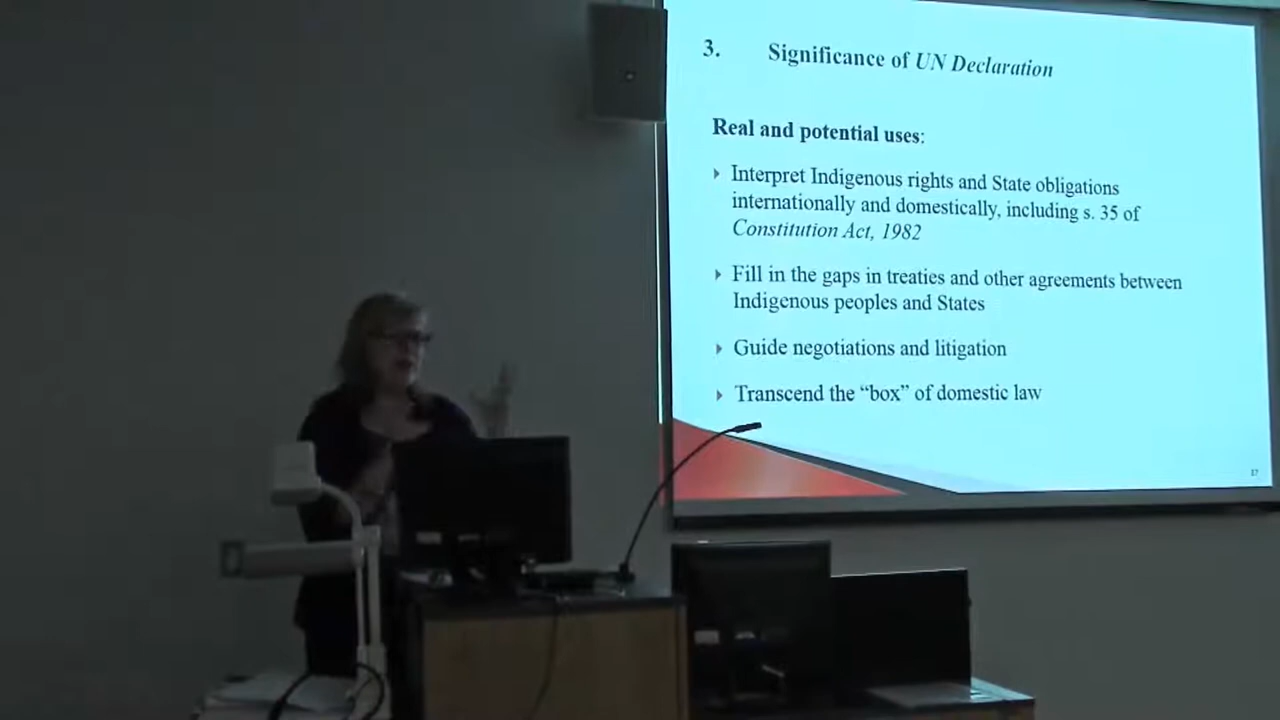 3. Significance of UN Declaration
Real and potential uses:
Interpret Indigenous rights and State obligations
internationally and domestically, including s. 35 of
Constitution Act, 1982
Fill in the gaps in treaties and other agreements between
Indigenous peoples and States
Guide negotiations and litigation
Transcend the “box” of domestic law
17